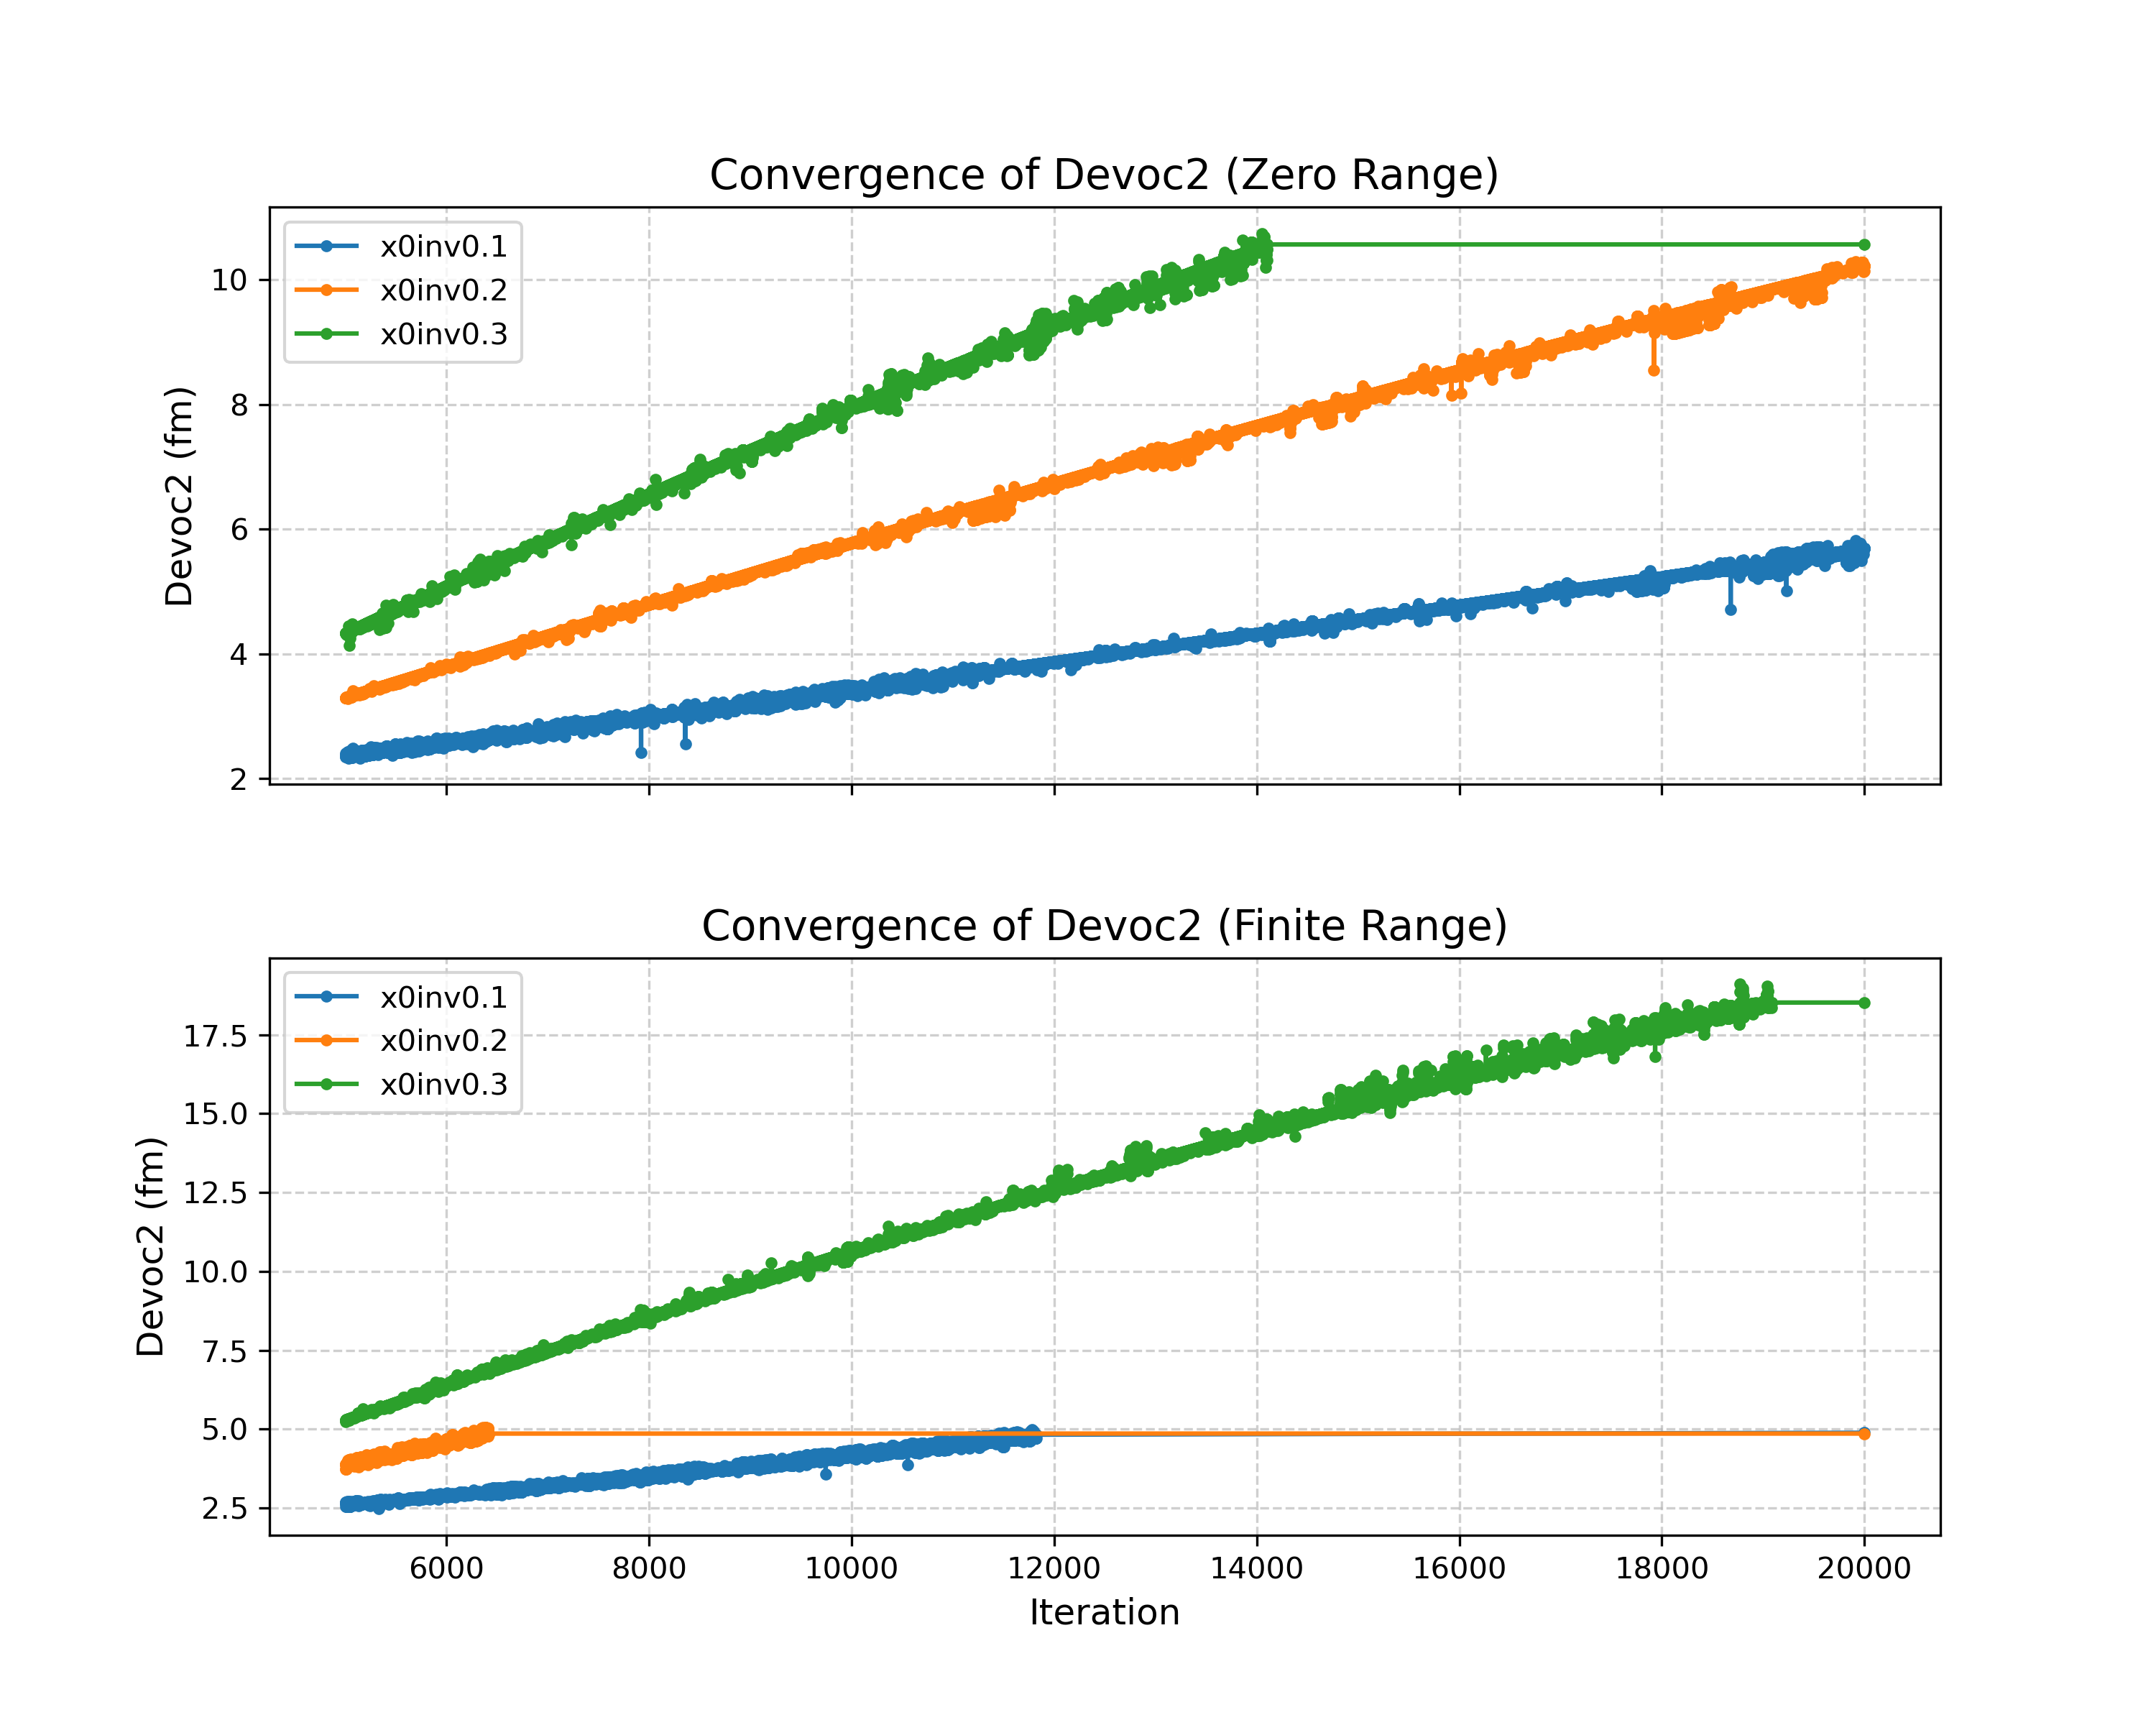 Convergence of Devoc2 (Zero Range)
x0inv0.1
x0inv0.2
x0inv0.3
Devoc2 (fm)
10
8
6
4
2
Convergence of Devoc2 (Finite Range)
x0inv0.1
x0inv0.2
x0inv0.3
Devoc2 (fm)
17.5
15.0
12.5
10.0
7.5
5.0
2.5
6000 8000 10000 12000 14000 16000 18000 20000
Iteration